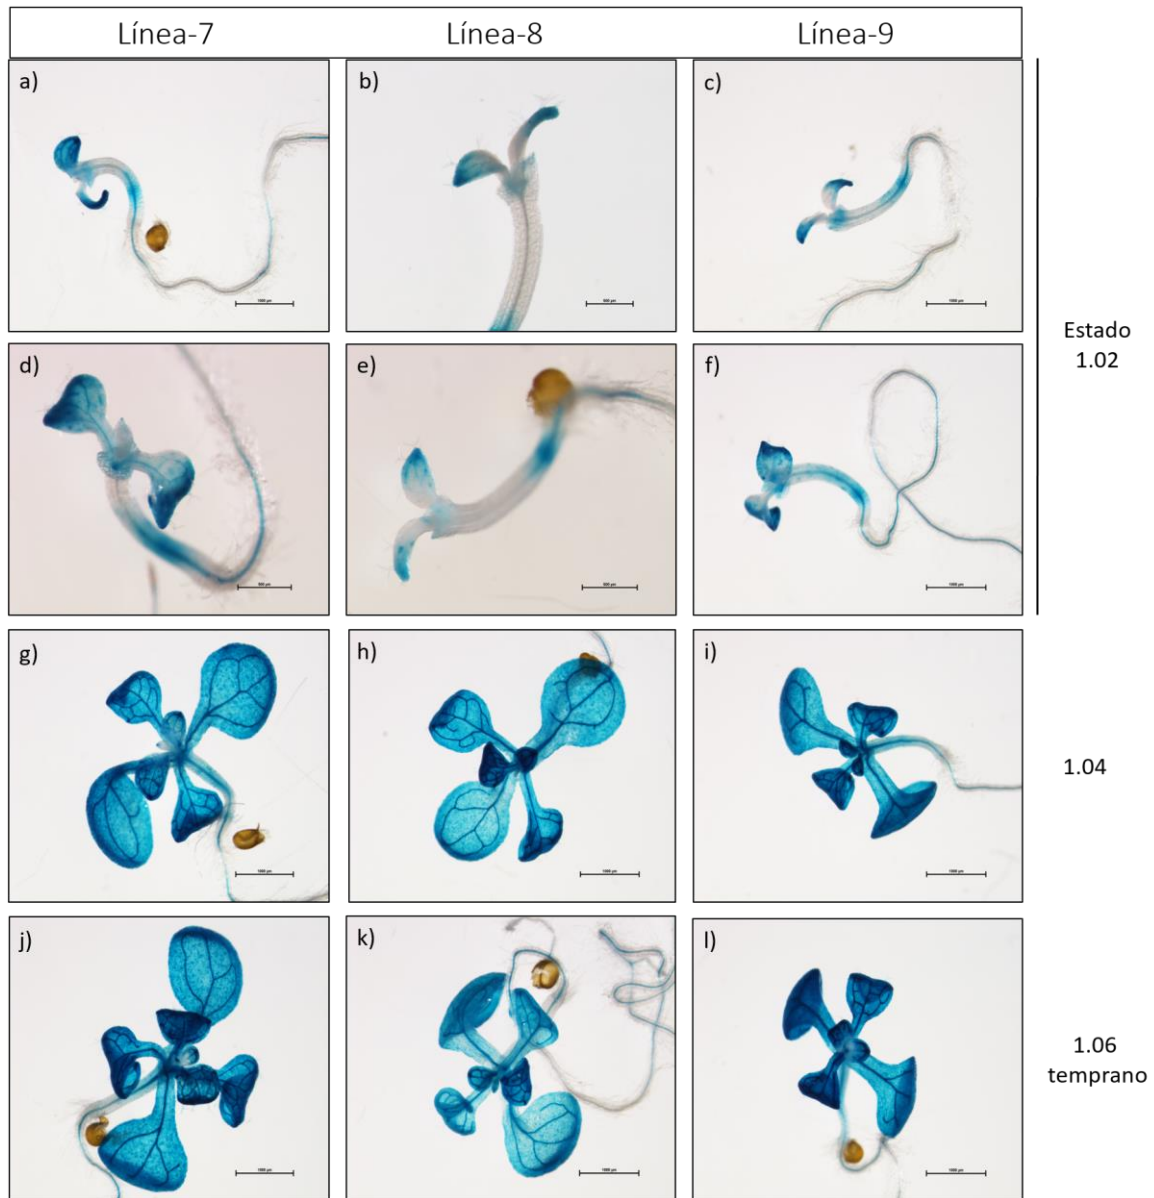 Línea-7 Línea-8 Línea-9
a) b) c)
d) e) f)
Estado
1.02
g) h) i)
1.04
j) k) l)
1.06
temprano